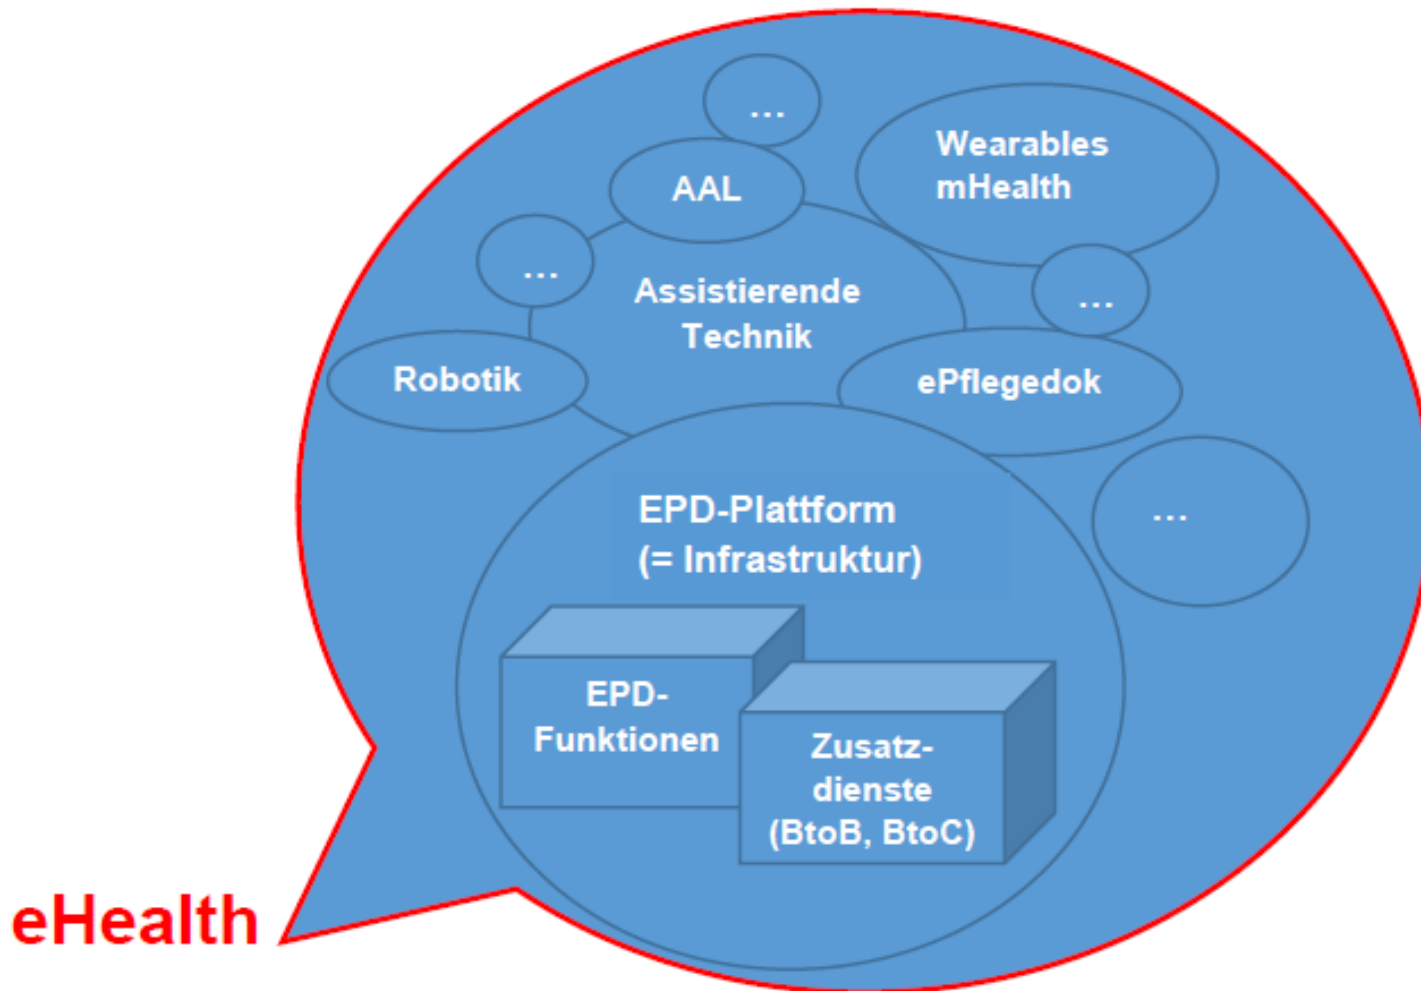 ...
AAL
Wearables
mHealth
...
Assistierende
Technik
...
Robotik
ePflegedok
EPD-Plattform
(= Infrastruktur)
...
EPD-
Funktionen
Zusatz-
dienste
(BtoB, BtoC)
eHealth